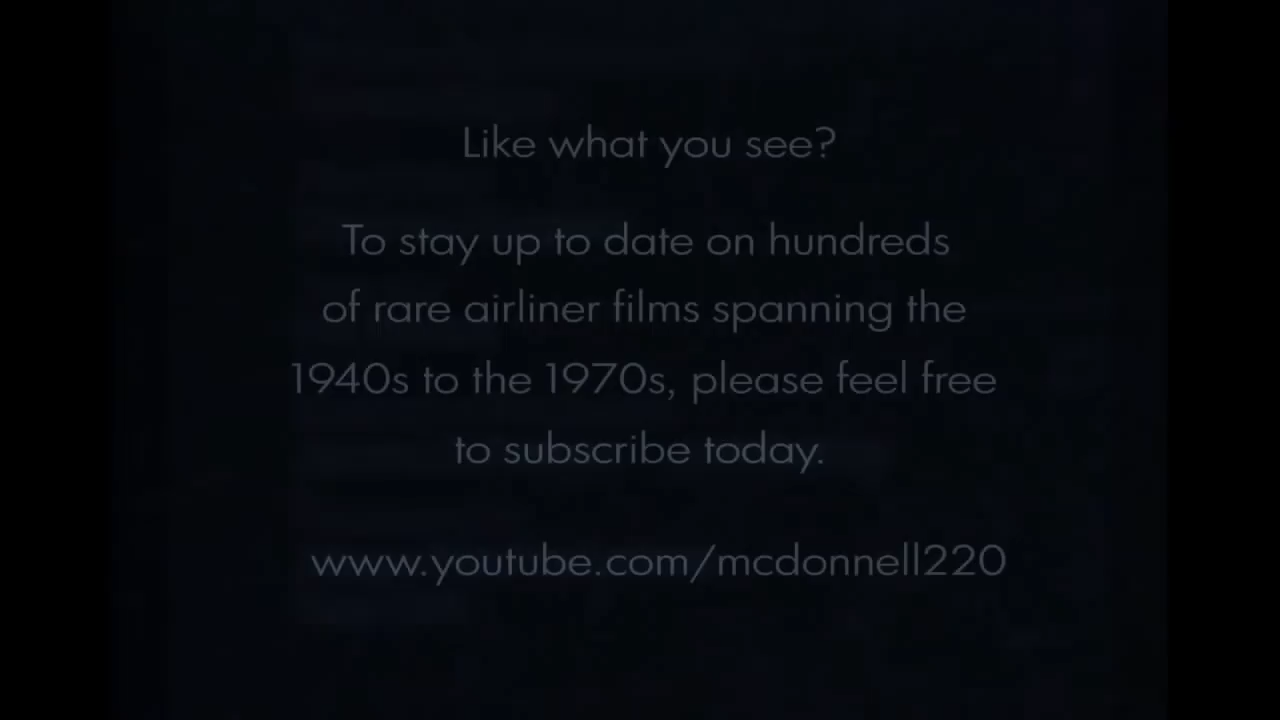 Like what you see?
To stay up to date on hundreds
of rare airliner films spanning the
1940s to the 1970s, please feel free
to subscribe today.
www.youtube.com/mcdonnell220